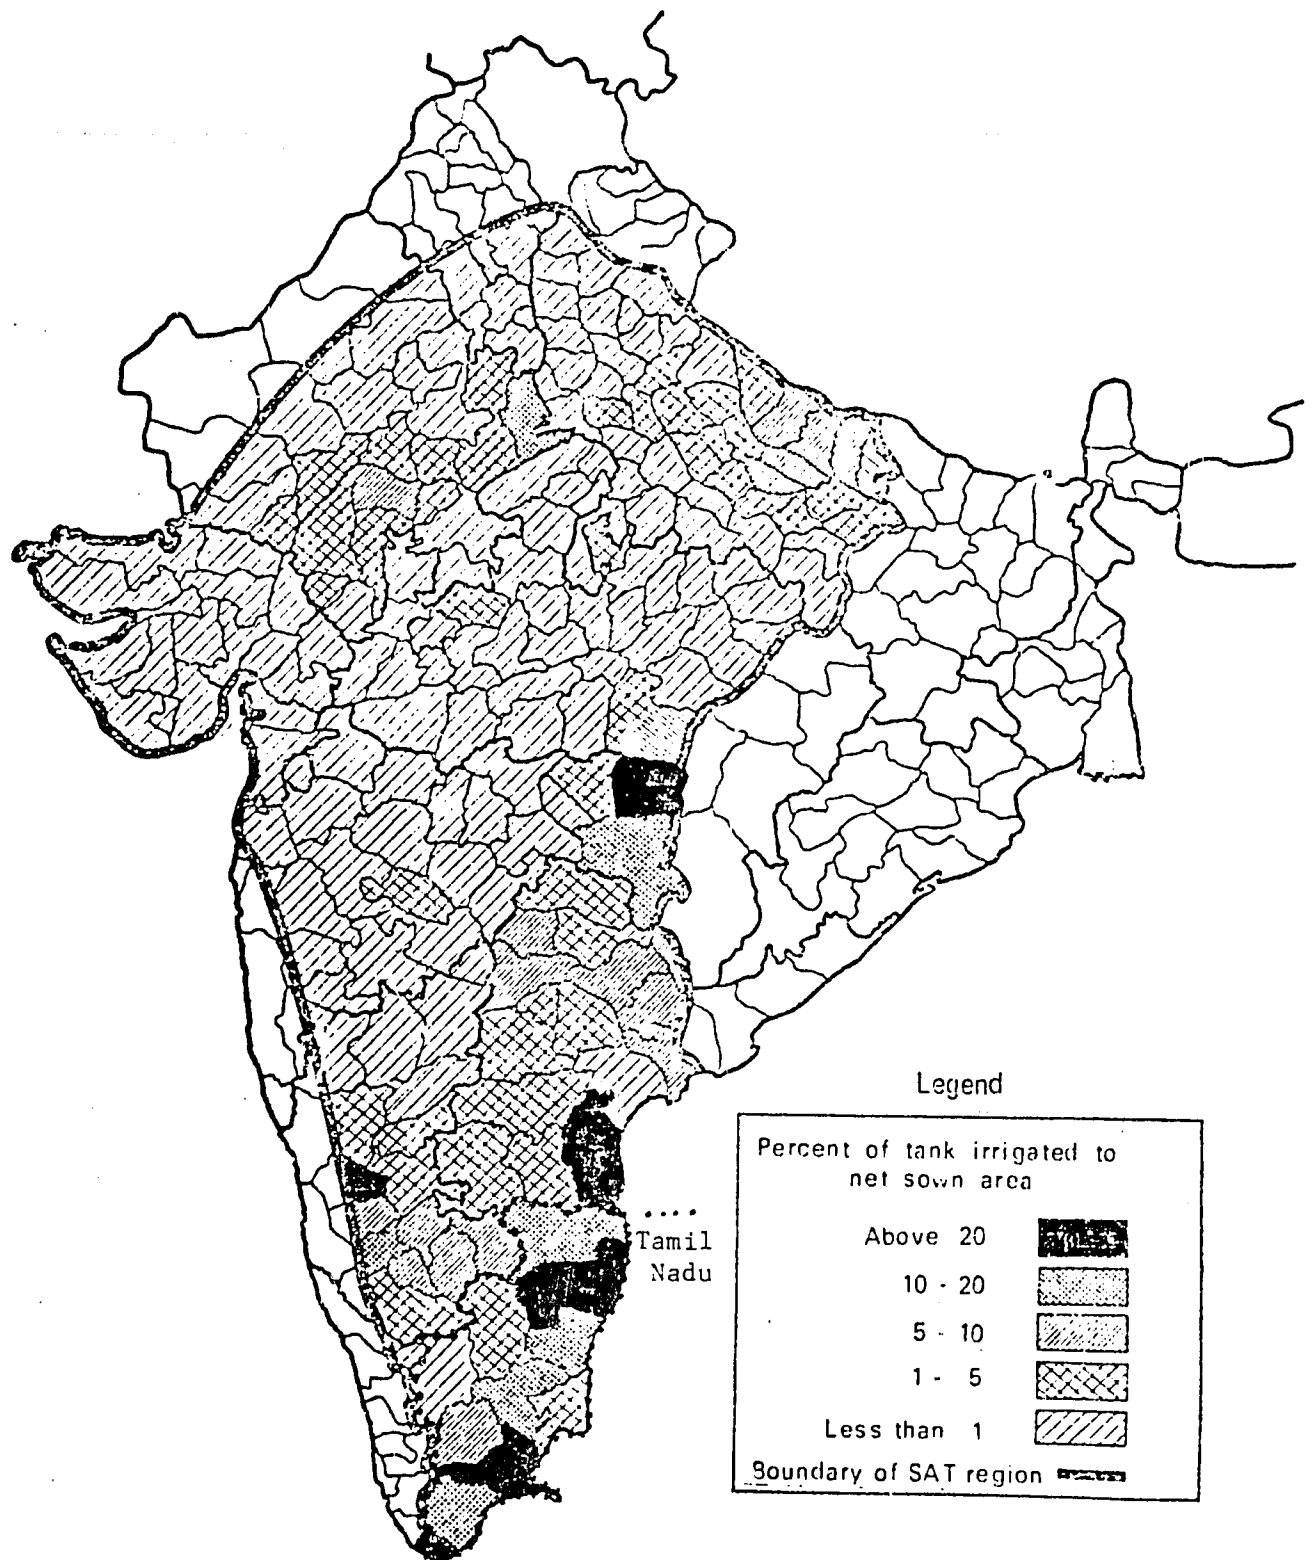 Tamil
Nadu
Legend
Percent of tank irrigated to
net sown area
Above 20
10 - 20
5 - 10
1 - 5
Less than 1
Boundary of SAT region